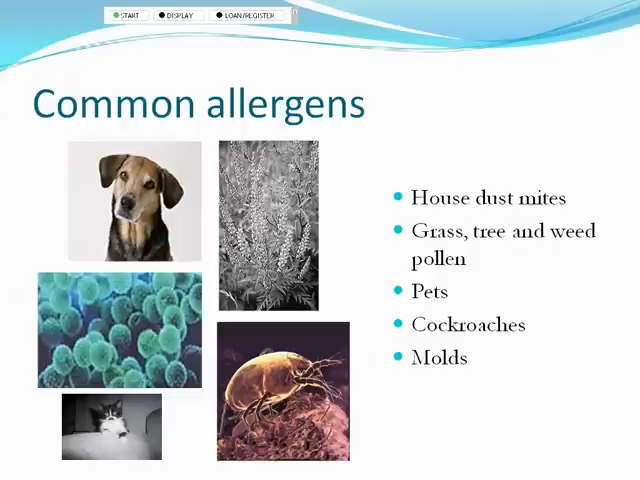 START DISPLAY LOAN/REGISTER
Common allergens
House dust mites
Grass, tree and weed
pollen
Pets
Cockroaches
Molds